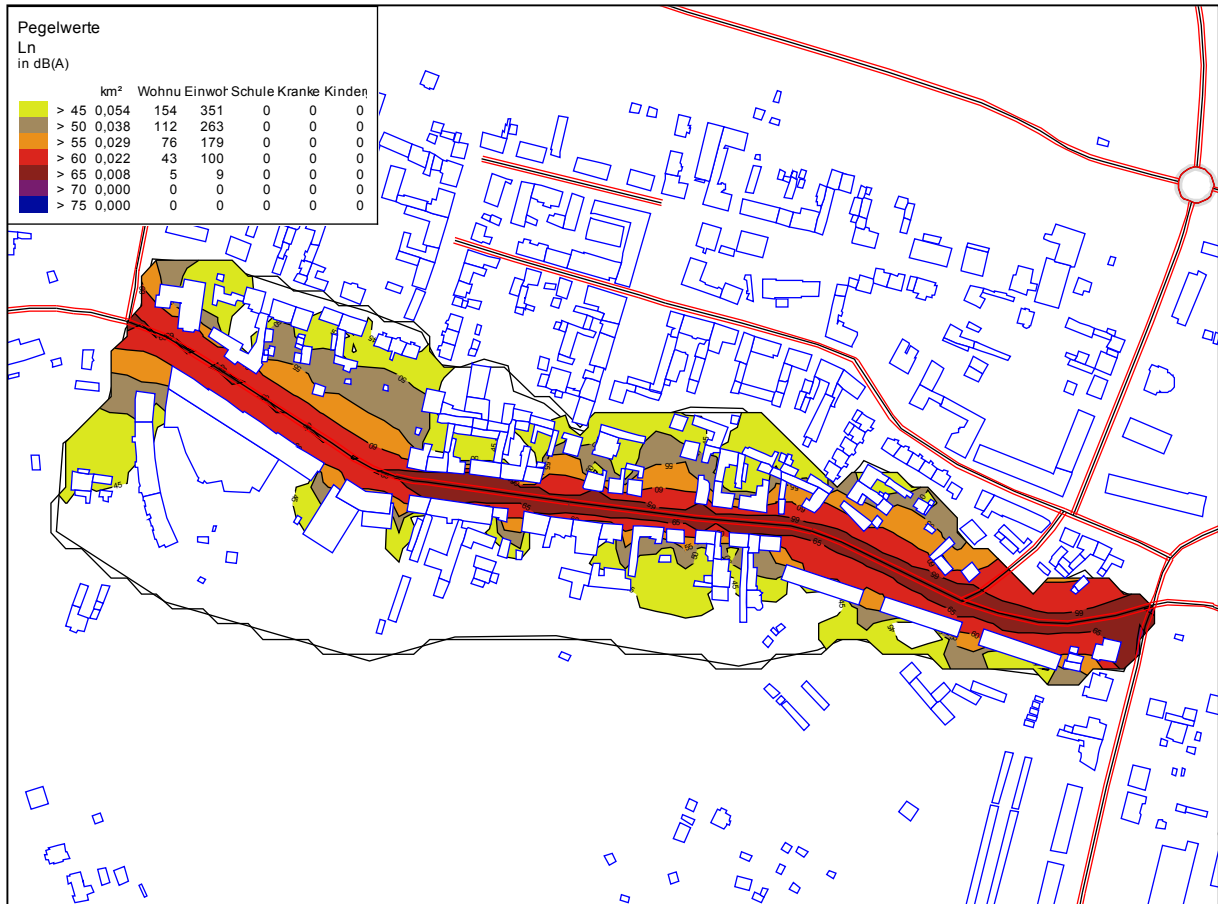 Pegelwerte
Ln
in dB(A)
km² Wohnu Einwoh Schule Kranke Kinderg
> 45 0,054 154 351 0 0 0
> 50 0,038 112 263 0 0 0
> 55 0,029 76 179 0 0 0
> 60 0,022 43 100 0 0 0
> 65 0,008 5 9 0 0 0
> 70 0,000 0 0 0 0 0
> 75 0,000 0 0 0 0 0